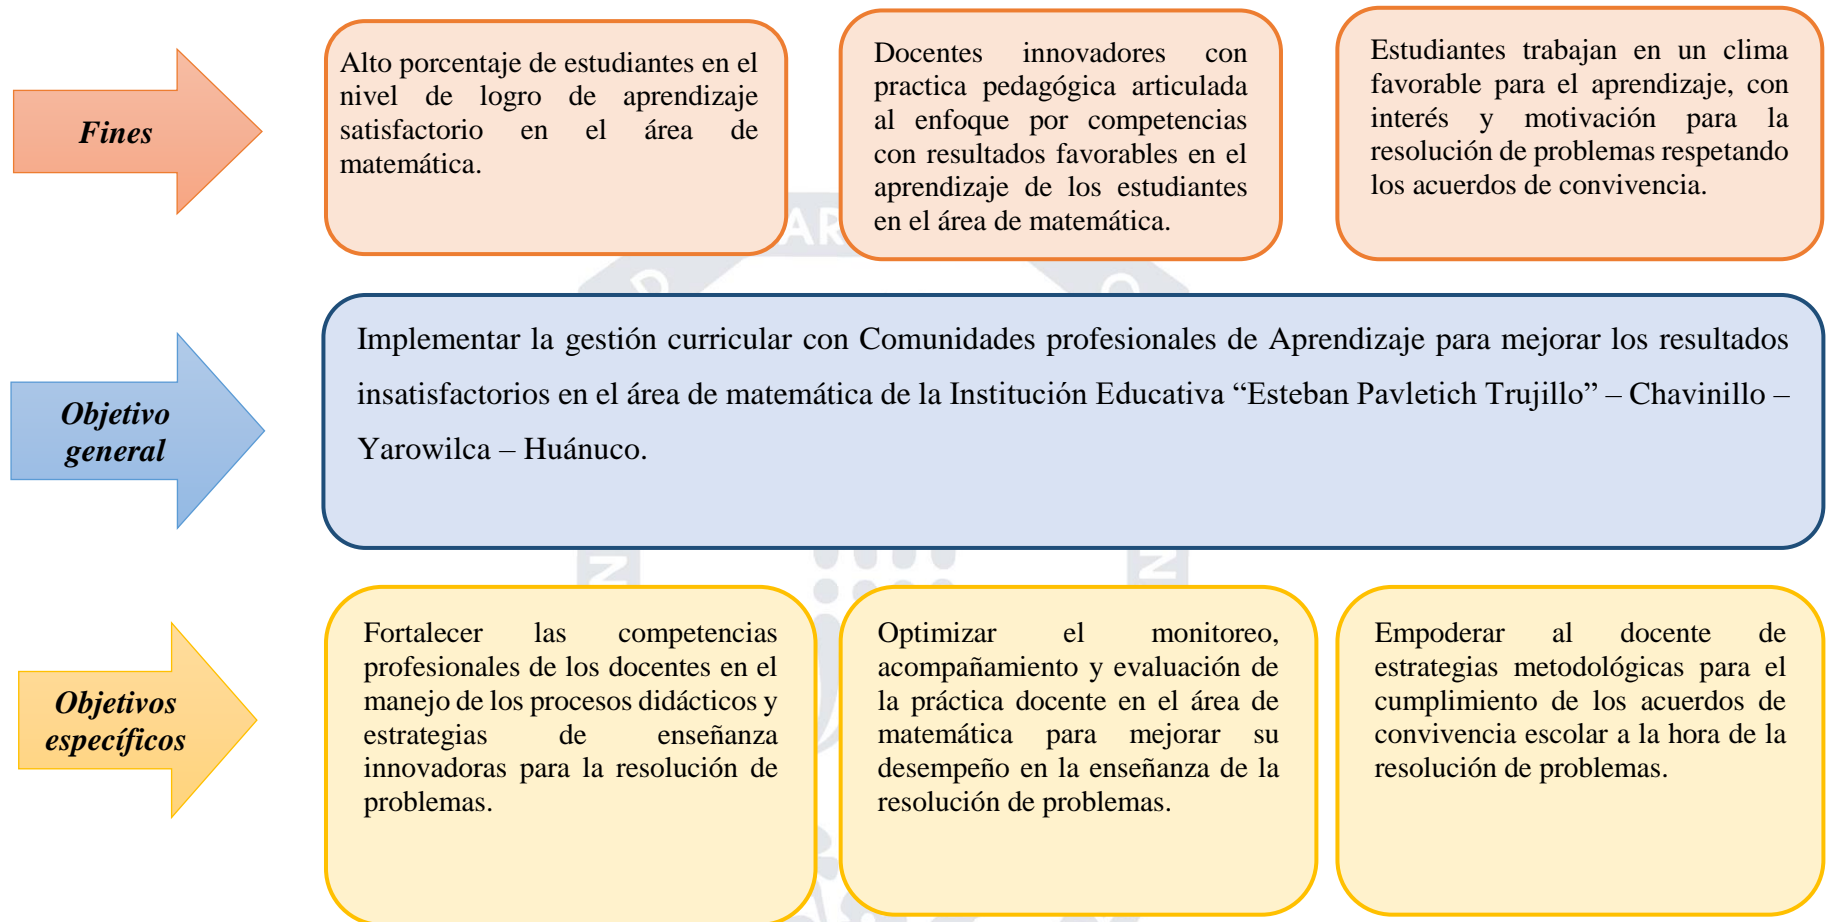 Fines
Alto porcentaje de estudiantes en el
nivel de logro de aprendizaje
satisfactorio en el área de
matemática.
Docentes innovadores con
practica pedagógica articulada
al enfoque por competencias
con resultados favorables en el
aprendizaje de los estudiantes
en el área de matemática.
Estudiantes trabajan en un clima
favorable para el aprendizaje, con
interés y motivación para la
resolución de problemas respetando
los acuerdos de convivencia.
Objetivo
general
Implementar la gestión curricular con Comunidades profesionales de Aprendizaje para mejorar los resultados
insatisfactorios en el área de matemática de la Institución Educativa “Esteban Pavletich Trujillo” – Chavinillo –
Yarowilca – Huánuco.
Objetivos
específicos
Fortalecer las competencias
profesionales de los docentes en el
manejo de los procesos didácticos y
estrategias de enseñanza
innovadoras para la resolución de
problemas.
Optimizar el monitoreo,
acompañamiento y evaluación de
la práctica docente en el área de
matemática para mejorar su
desempeño en la enseñanza de la
resolución de problemas.
Empoderar al docente de
estrategias metodológicas para el
cumplimiento de los acuerdos de
convivencia escolar a la hora de la
resolución de problemas.